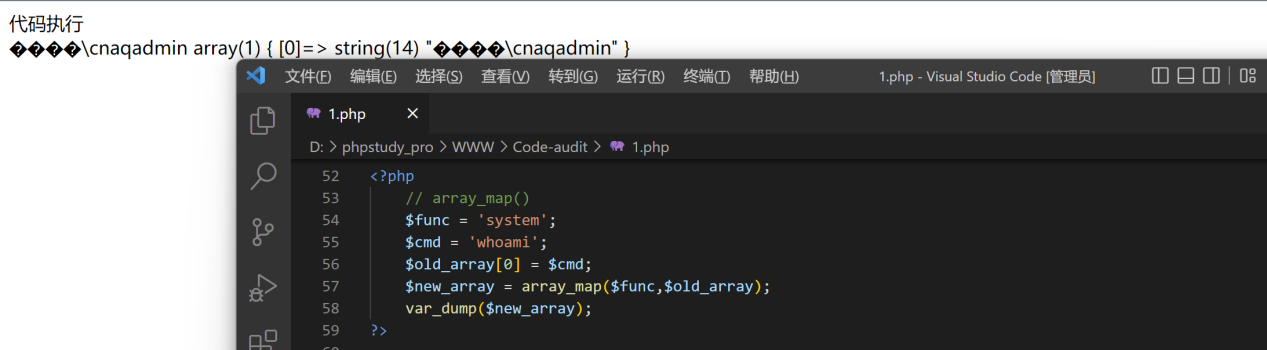 代码执行
����\cnaqadmin array(1) { [0]=> string(14) "����\cnaqadmin" }
文件(F) 编辑(E) 选择(S) 查看(V) 转到(G) 运行(R) 终端(T) 帮助(H) 1.php - Visual Studio Code [管理员]
1.php
D: > phpstudy_pro > WWW > Code-audit > 1.php
52 <?php
53 // array_map()
54 $func = 'system';
55 $cmd = 'whoami';
56 $old_array[0] = $cmd;
57 $new_array = array_map($func,$old_array);
58 var_dump($new_array);
59 ?>